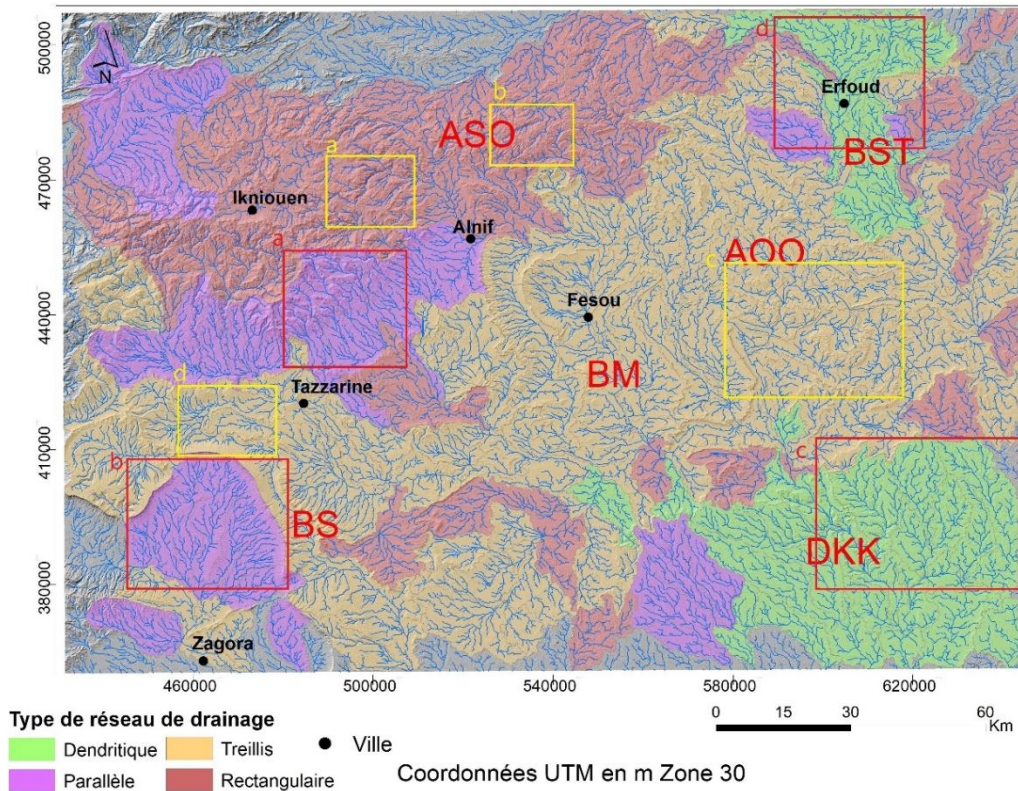 500000
470000
440000
410000
380000
N
d
Erfoud
b
ASO
BST
a
Ikniouen
Alnif
a
AOO
c
Fesou
BM
d
Tazzarine
b
c
BS
DKK
Zagora
460000 500000 540000 580000 620000
0 15 30 60
Km
Type de réseau de drainage
Dendritique Treillis Ville
Parallèle Rectangulaire
Coordonnées UTM en m Zone 30